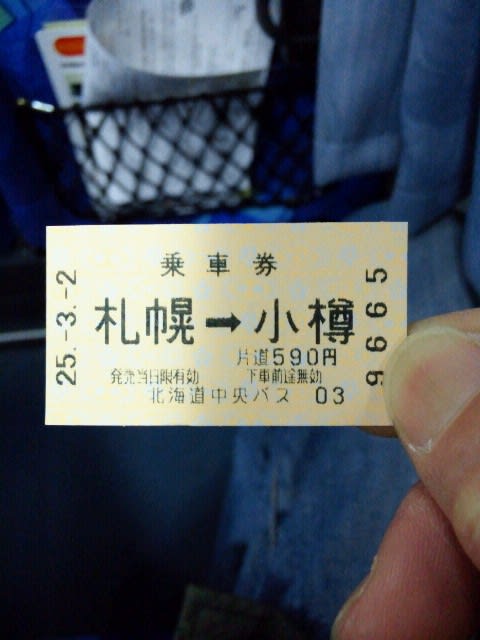 乗車券
25.-3.-2
札幌→小樽
片道590円
発売当日限有効 下車前途無効
北海道中央バス 03
9665